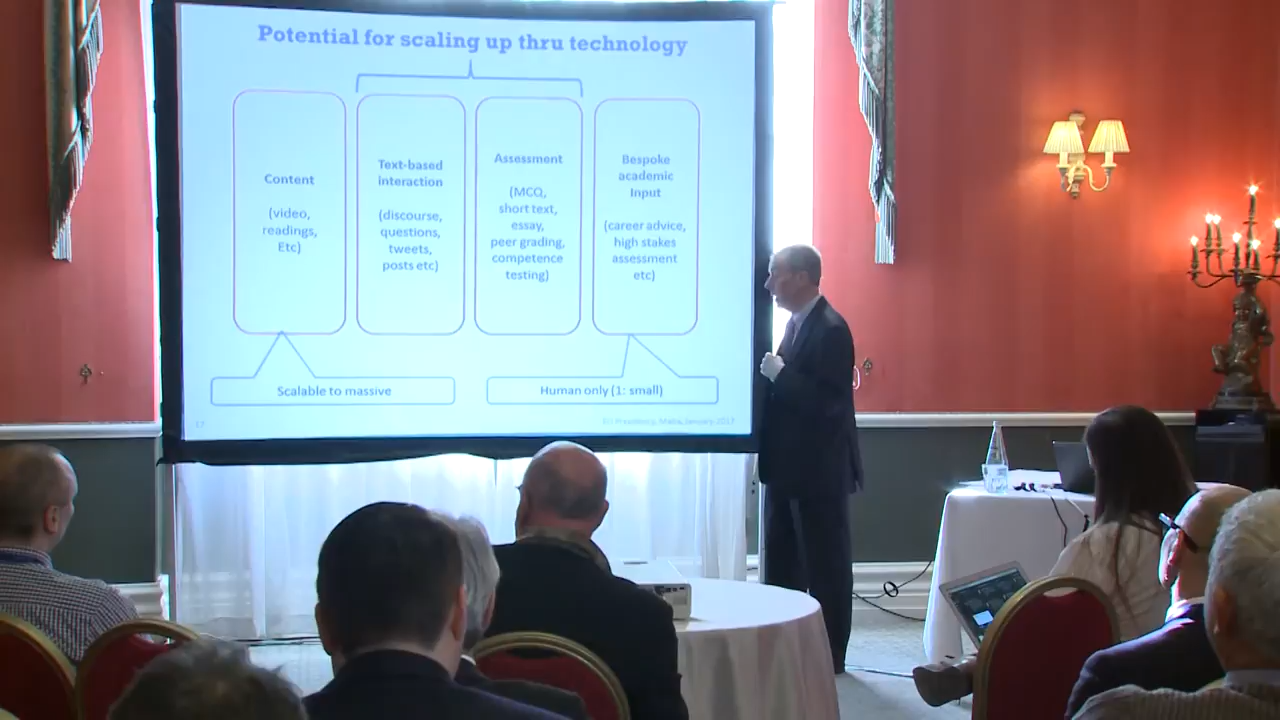 Potential for scaling up thru technology
Content
(video,
readings,
Etc)
Text-based
interaction
(discourse,
questions,
tweets,
posts etc)
Assessment
(MCQ,
short text,
essay,
peer grading,
competence
testing)
Bespoke
academic
Input
(career advice,
high stakes
assessment
etc)
Scalable to massive
Human only (1: small)
17
EU Presidency, Malta, January 2017